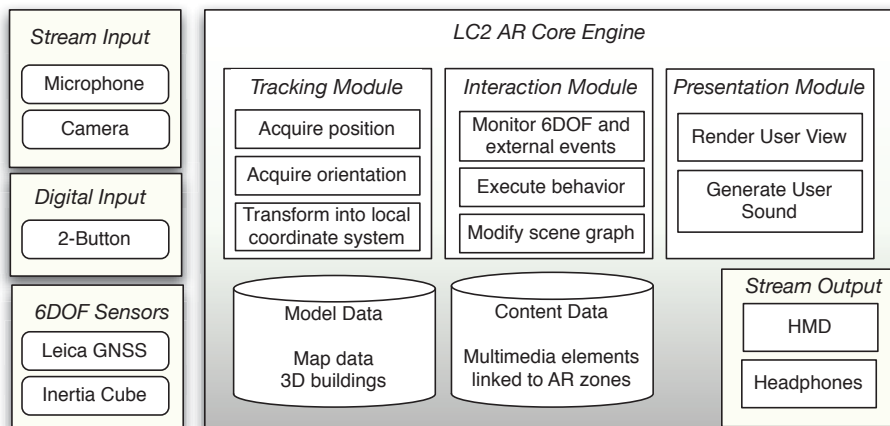 Stream Input
Microphone
Camera
Digital Input
2-Button
6DOF Sensors
Leica GNSS
Inertia Cube
LC2 AR Core Engine
Tracking Module
Acquire position
Acquire orientation
Transform into local
coordinate system
Interaction Module
Monitor 6DOF and
external events
Execute behavior
Modify scene graph
Presentation Module
Render User View
Generate User
Sound
Model Data
Map data
3D buildings
Content Data
Multimedia elements
linked to AR zones
Stream Output
HMD
Headphones